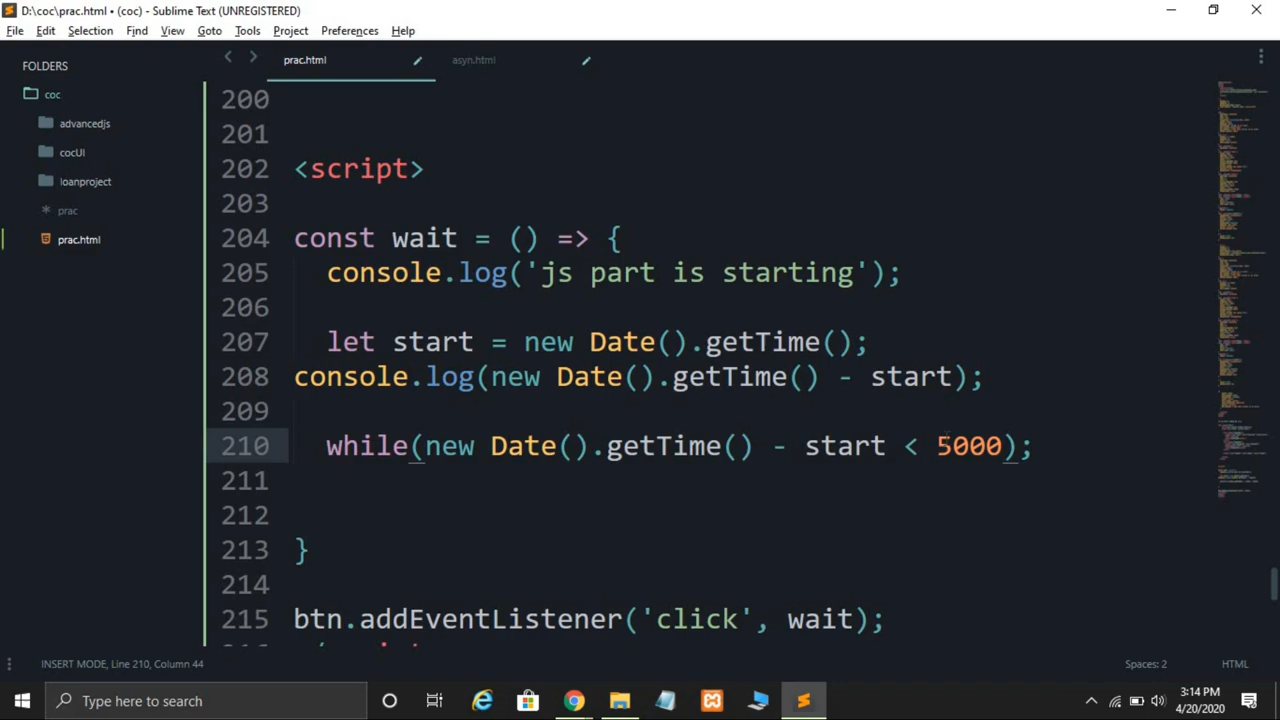 D:\coc\prac.html • (coc) - Sublime Text (UNREGISTERED)
File Edit Selection Find View Goto Tools Project Preferences Help
FOLDERS
coc
advancedjs
cocUI
loanproject
prac
prac.html
prac.html asyn.html
200
201
202 <script>
203
204 const wait = () => {
205 console.log('js part is starting');
206
207 let start = new Date().getTime();
208 console.log(new Date().getTime() - start);
209
210 while(new Date().getTime() - start < 5000);
211
212
213 }
214
215 btn.addEventListener('click', wait);
INSERT MODE, Line 210, Column 44 Spaces: 2 HTML
Type here to search
3:14 PM
4/20/2020